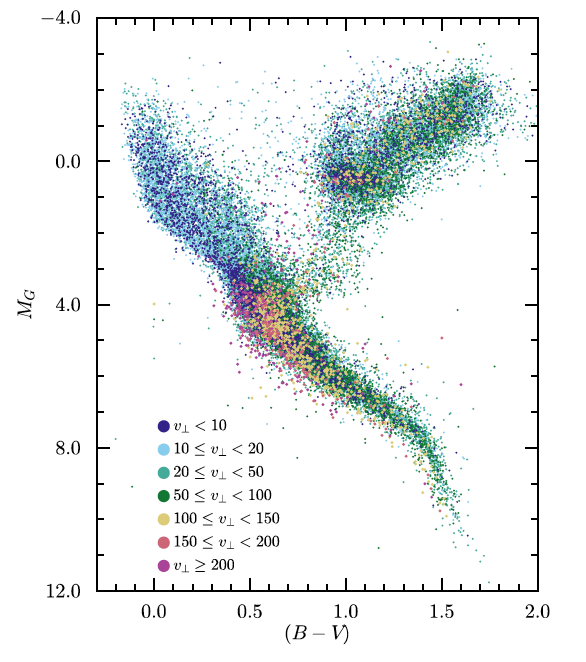 −4.0
0.0
4.0
8.0
12.0
M_G
v⊥ < 10
10 ≤ v⊥ < 20
20 ≤ v⊥ < 50
50 ≤ v⊥ < 100
100 ≤ v⊥ < 150
150 ≤ v⊥ < 200
v⊥ ≥ 200
0.0 0.5 1.0 1.5 2.0
(B − V)